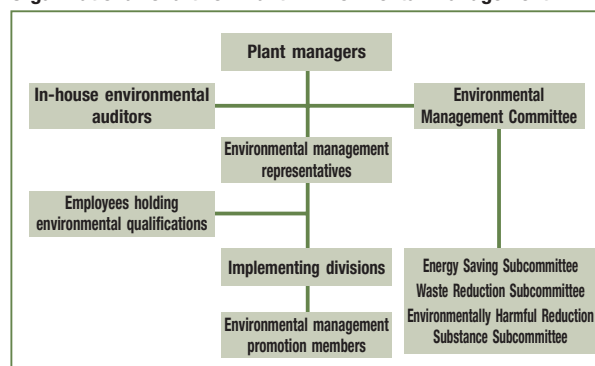 Plant managers
In-house environmental
auditors
Environmental
Management Committee
Environmental management
representatives
Employees holding
environmental qualifications
Implementing divisions
Environmental management
promotion members
Energy Saving Subcommittee
Waste Reduction Subcommittee
Environmentally Harmful Reduction
Substance Subcommittee